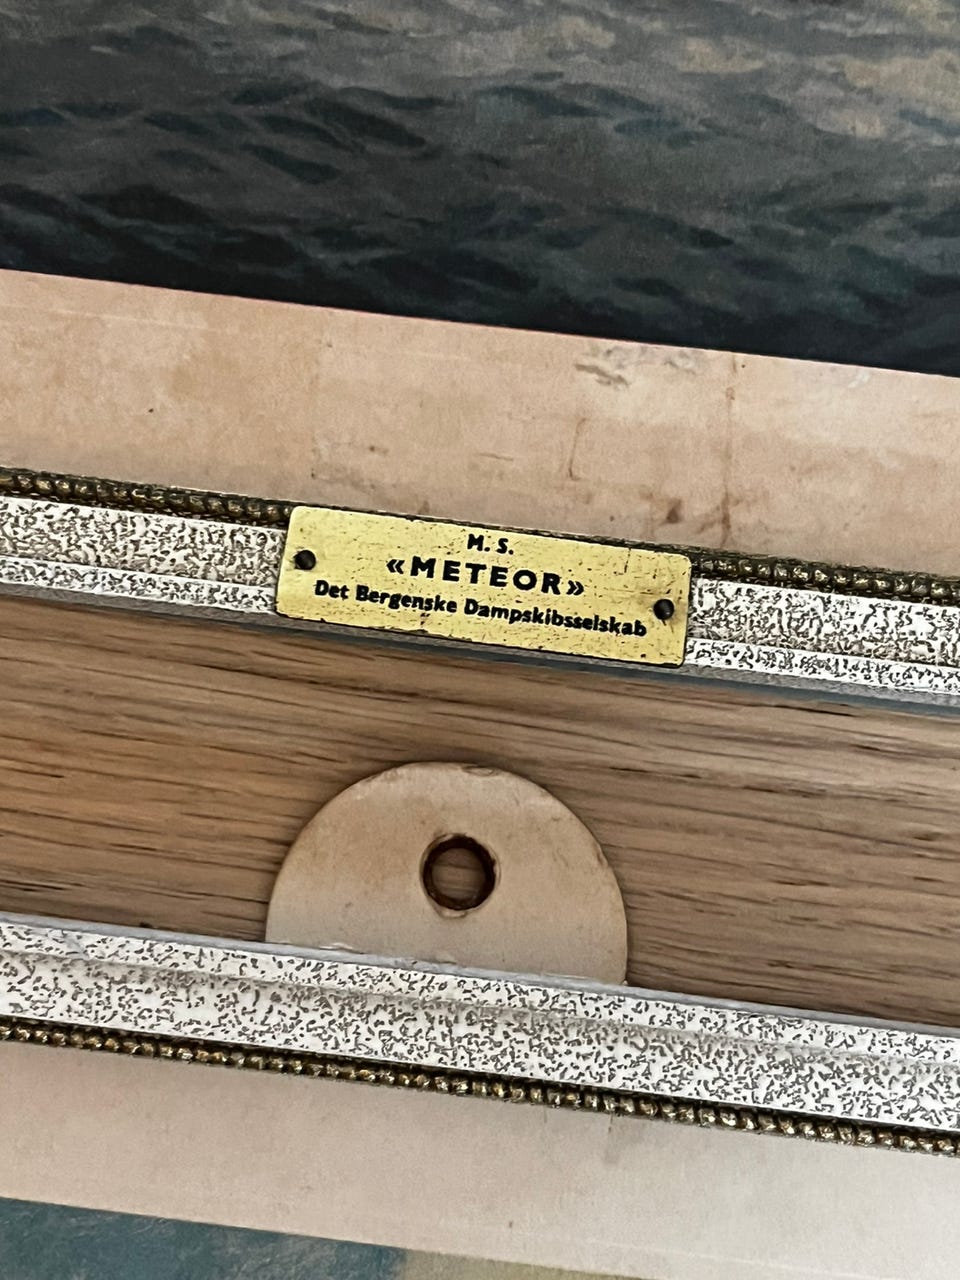 M. S.
«METEOR»
Det Bergenske Dampskibsselskab